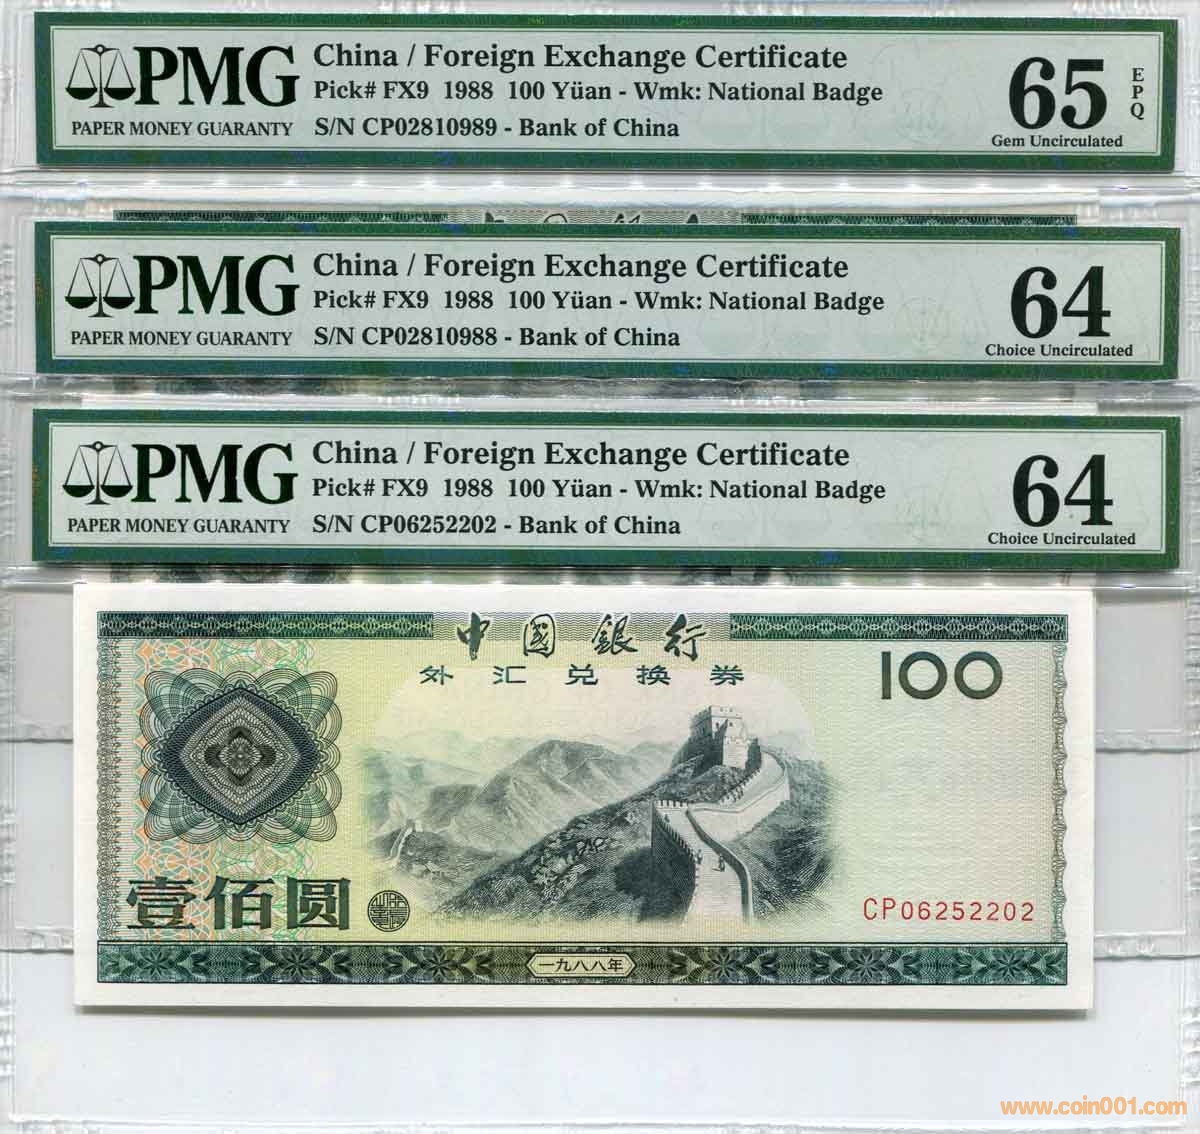 PMG
PAPER MONEY GUARANTY
China / Foreign Exchange Certificate
Pick# FX9 1988 100 Yüan - Wmk: National Badge
S/N CP02810989 - Bank of China
65
EPQ
Gem Uncirculated
PMG
PAPER MONEY GUARANTY
China / Foreign Exchange Certificate
Pick# FX9 1988 100 Yüan - Wmk: National Badge
S/N CP02810988 - Bank of China
64
Choice Uncirculated
PMG
PAPER MONEY GUARANTY
China / Foreign Exchange Certificate
Pick# FX9 1988 100 Yüan - Wmk: National Badge
S/N CP06252202 - Bank of China
64
Choice Uncirculated
中國銀行
外汇兑换券
100
壹佰圆
CP06252202
一九八八年
www.coin001.com